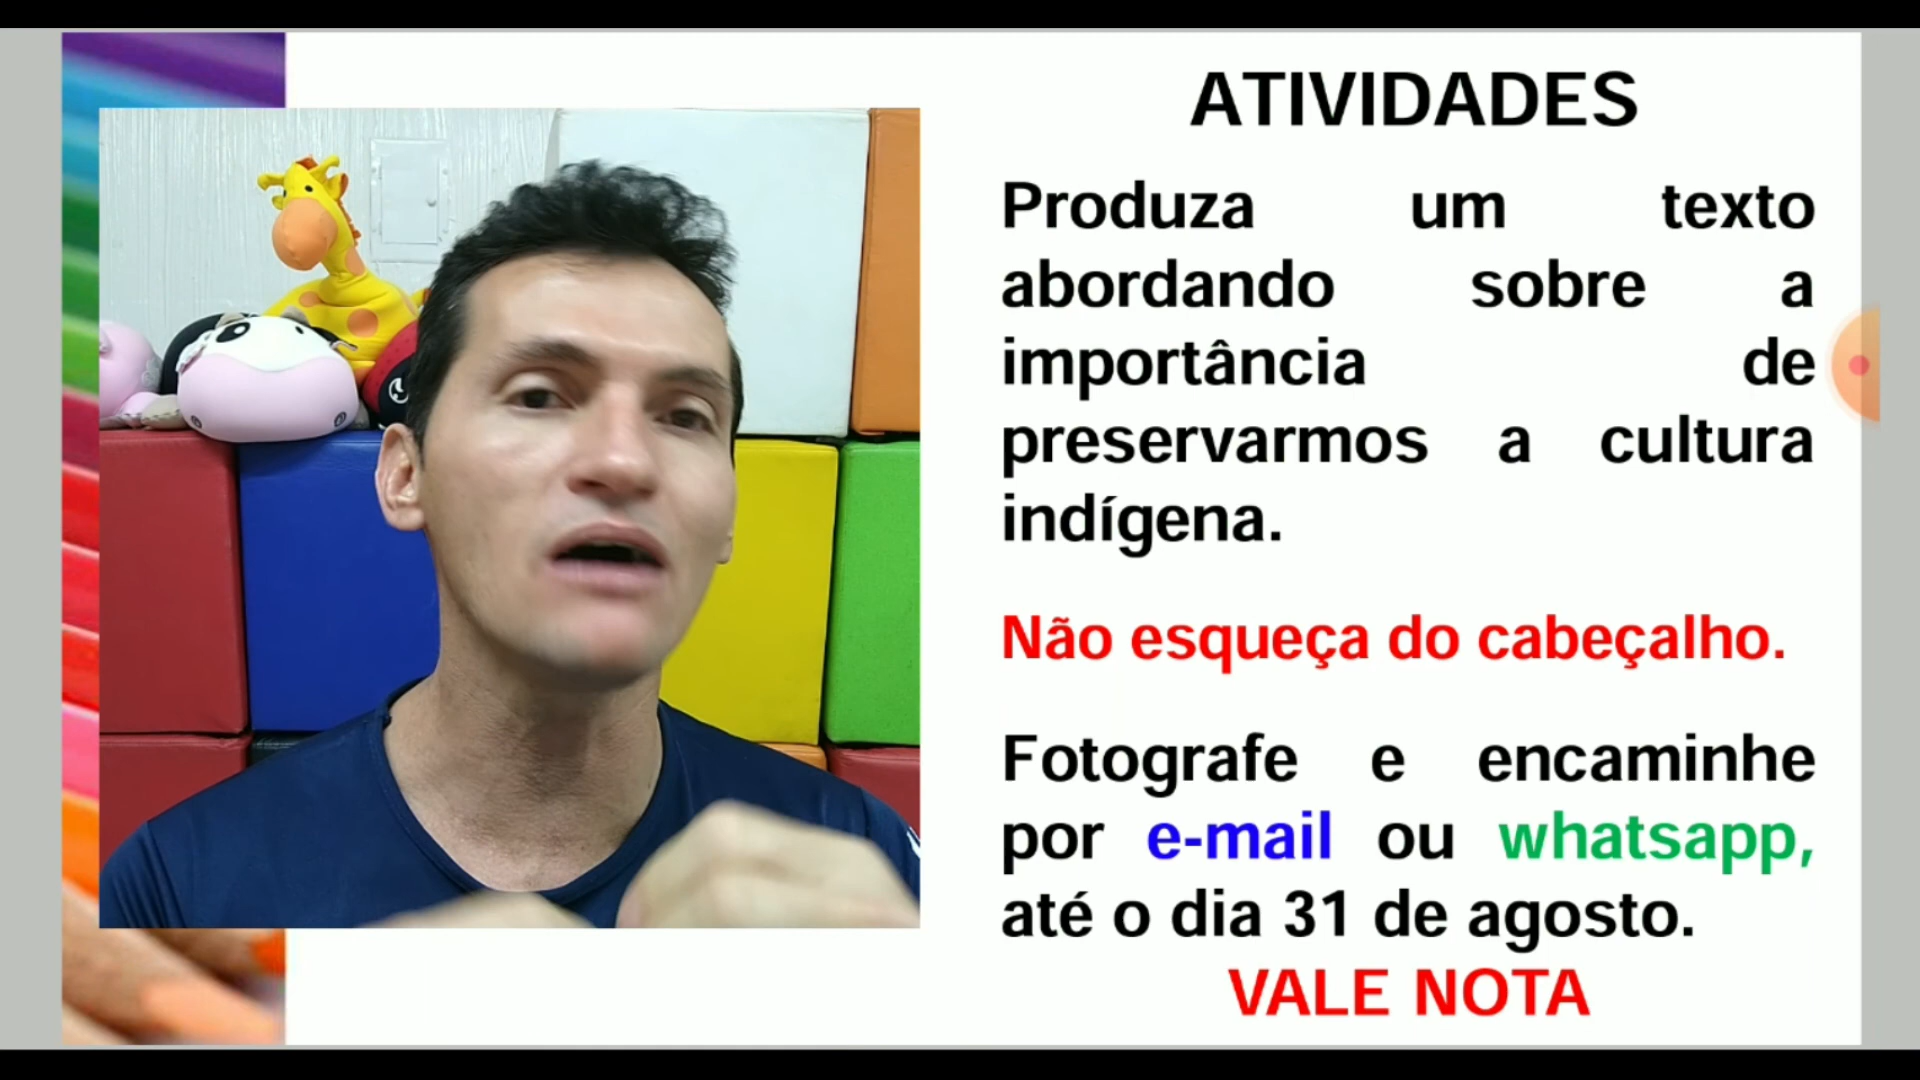 ATIVIDADES
Produza um texto
abordando sobre a
importância de
preservarmos a cultura
indígena.
Não esqueça do cabeçalho.
Fotografe e encaminhe
por e-mail ou whatsapp,
até o dia 31 de agosto.
VALE NOTA